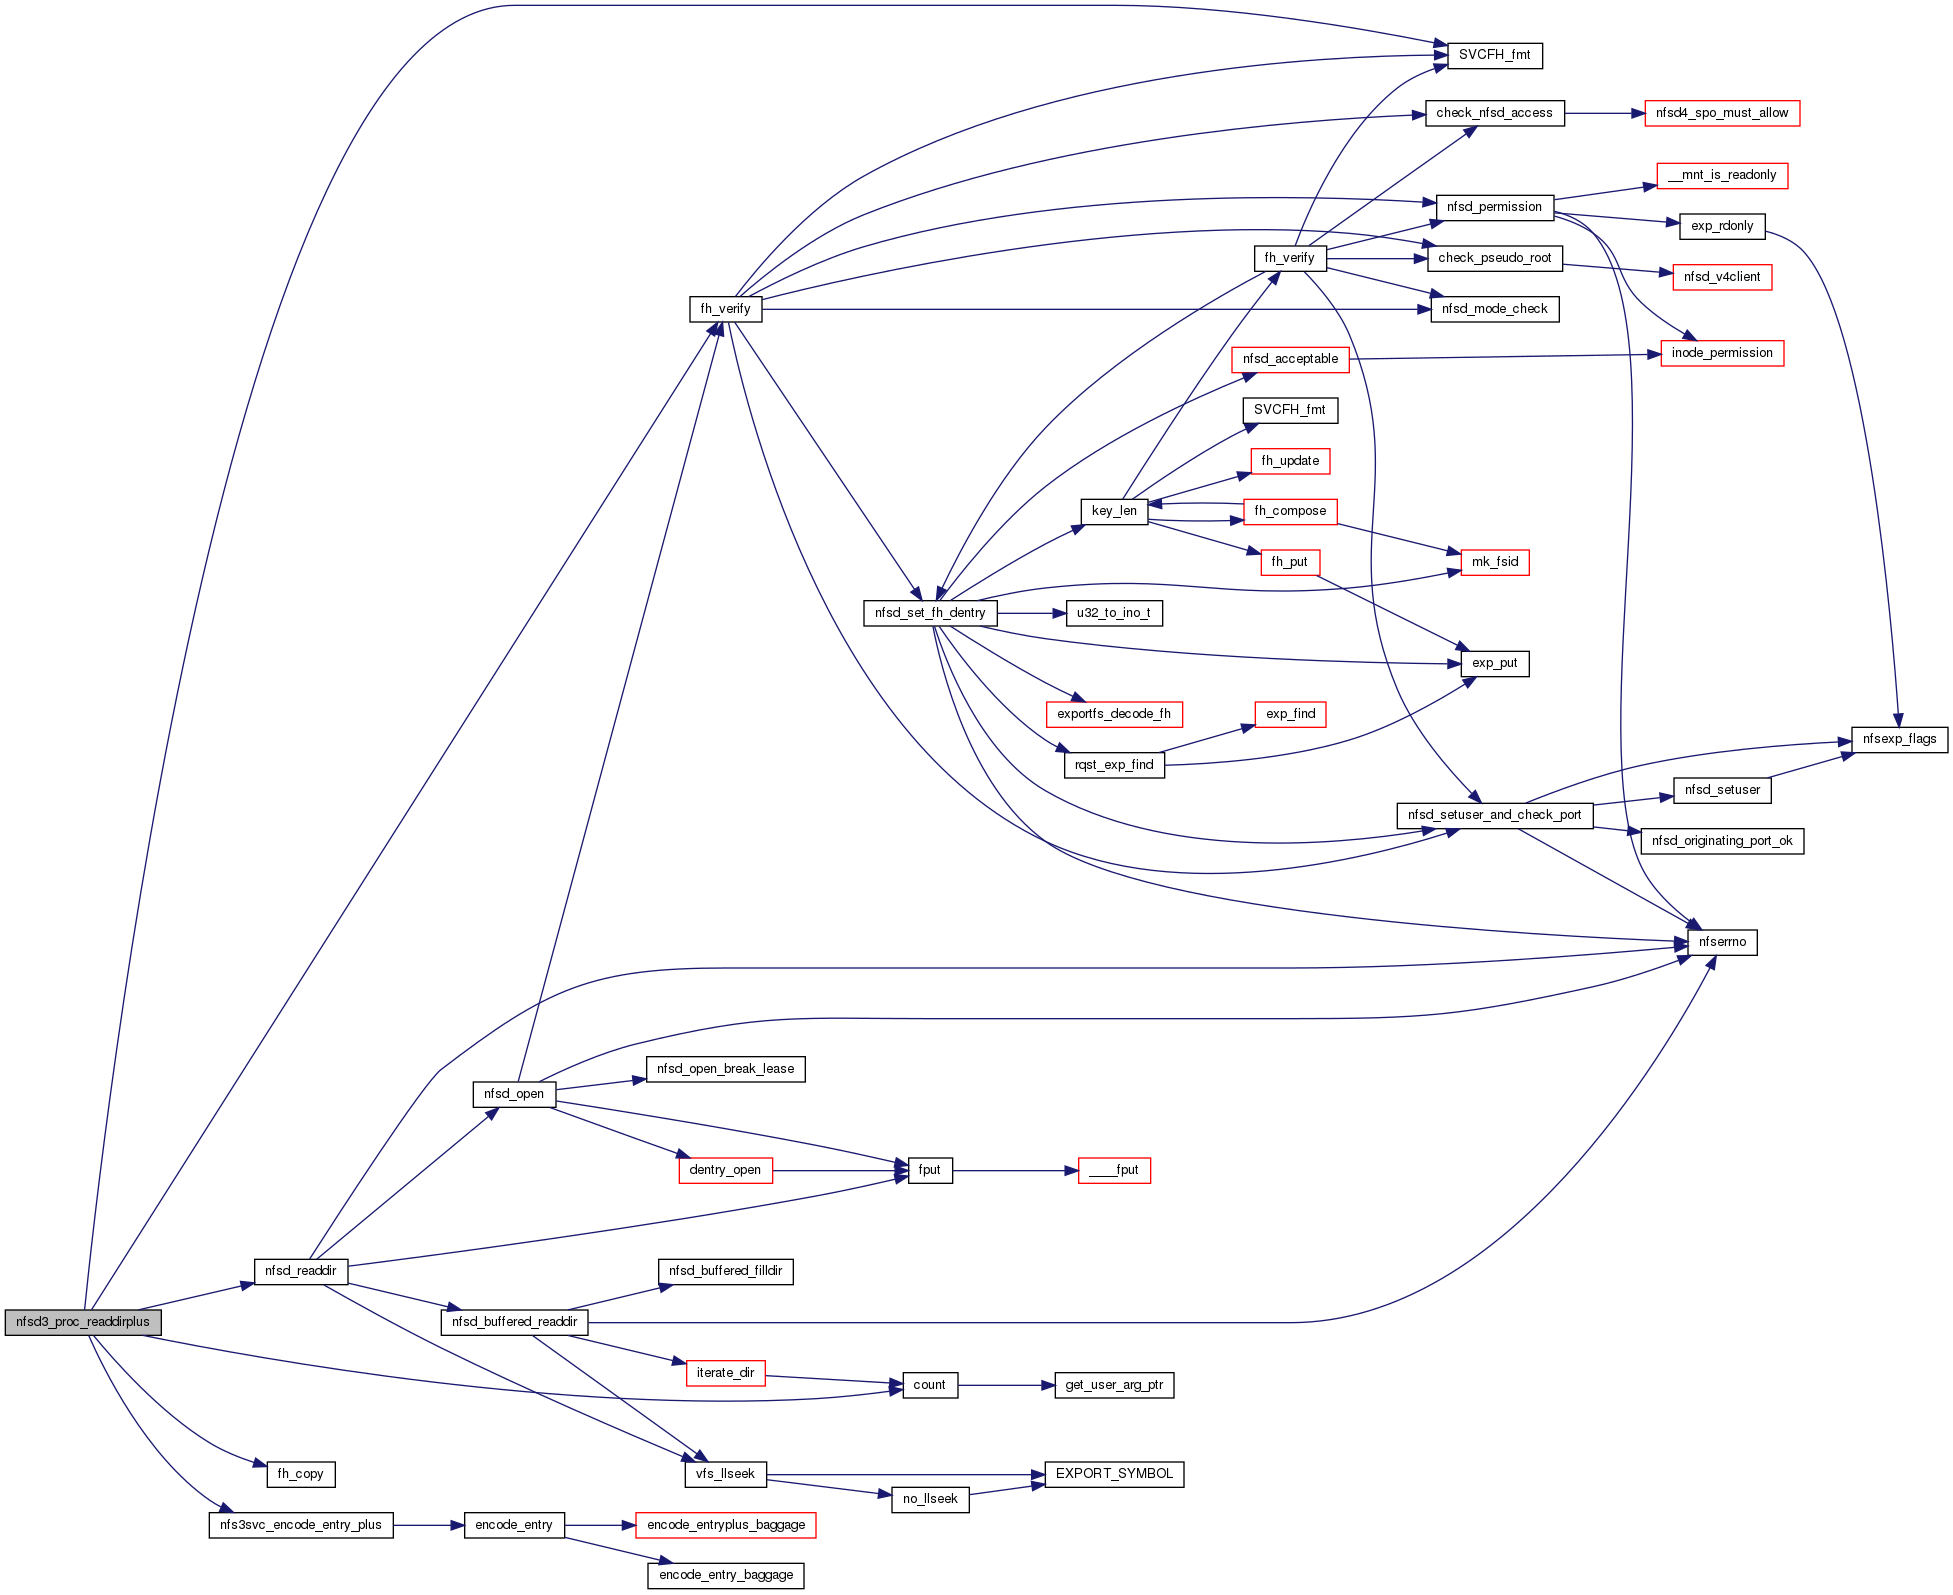 SVCFH_fmt
check_nfsd_access
nfsd4_spo_must_allow
__mnt_is_readonly
nfsd_permission
exp_rdonly
fh_verify
check_pseudo_root
nfsd_v4client
fh_verify
nfsd_mode_check
nfsd_acceptable
inode_permission
SVCFH_fmt
fh_update
key_len
fh_compose
fh_put
mk_fsid
nfsd_set_fh_dentry
u32_to_ino_t
exp_put
exportfs_decode_fh
exp_find
rqst_exp_find
nfsexp_flags
nfsd_setuser
nfsd_setuser_and_check_port
nfsd_originating_port_ok
nfserrno
nfsd_open_break_lease
nfsd_open
dentry_open
fput
____fput
nfsd_readdir
nfsd_buffered_filldir
nfsd3_proc_readdirplus
nfsd_buffered_readdir
iterate_dir
count
get_user_arg_ptr
fh_copy
vfs_llseek
EXPORT_SYMBOL
no_llseek
nfs3svc_encode_entry_plus
encode_entry
encode_entryplus_baggage
encode_entry_baggage